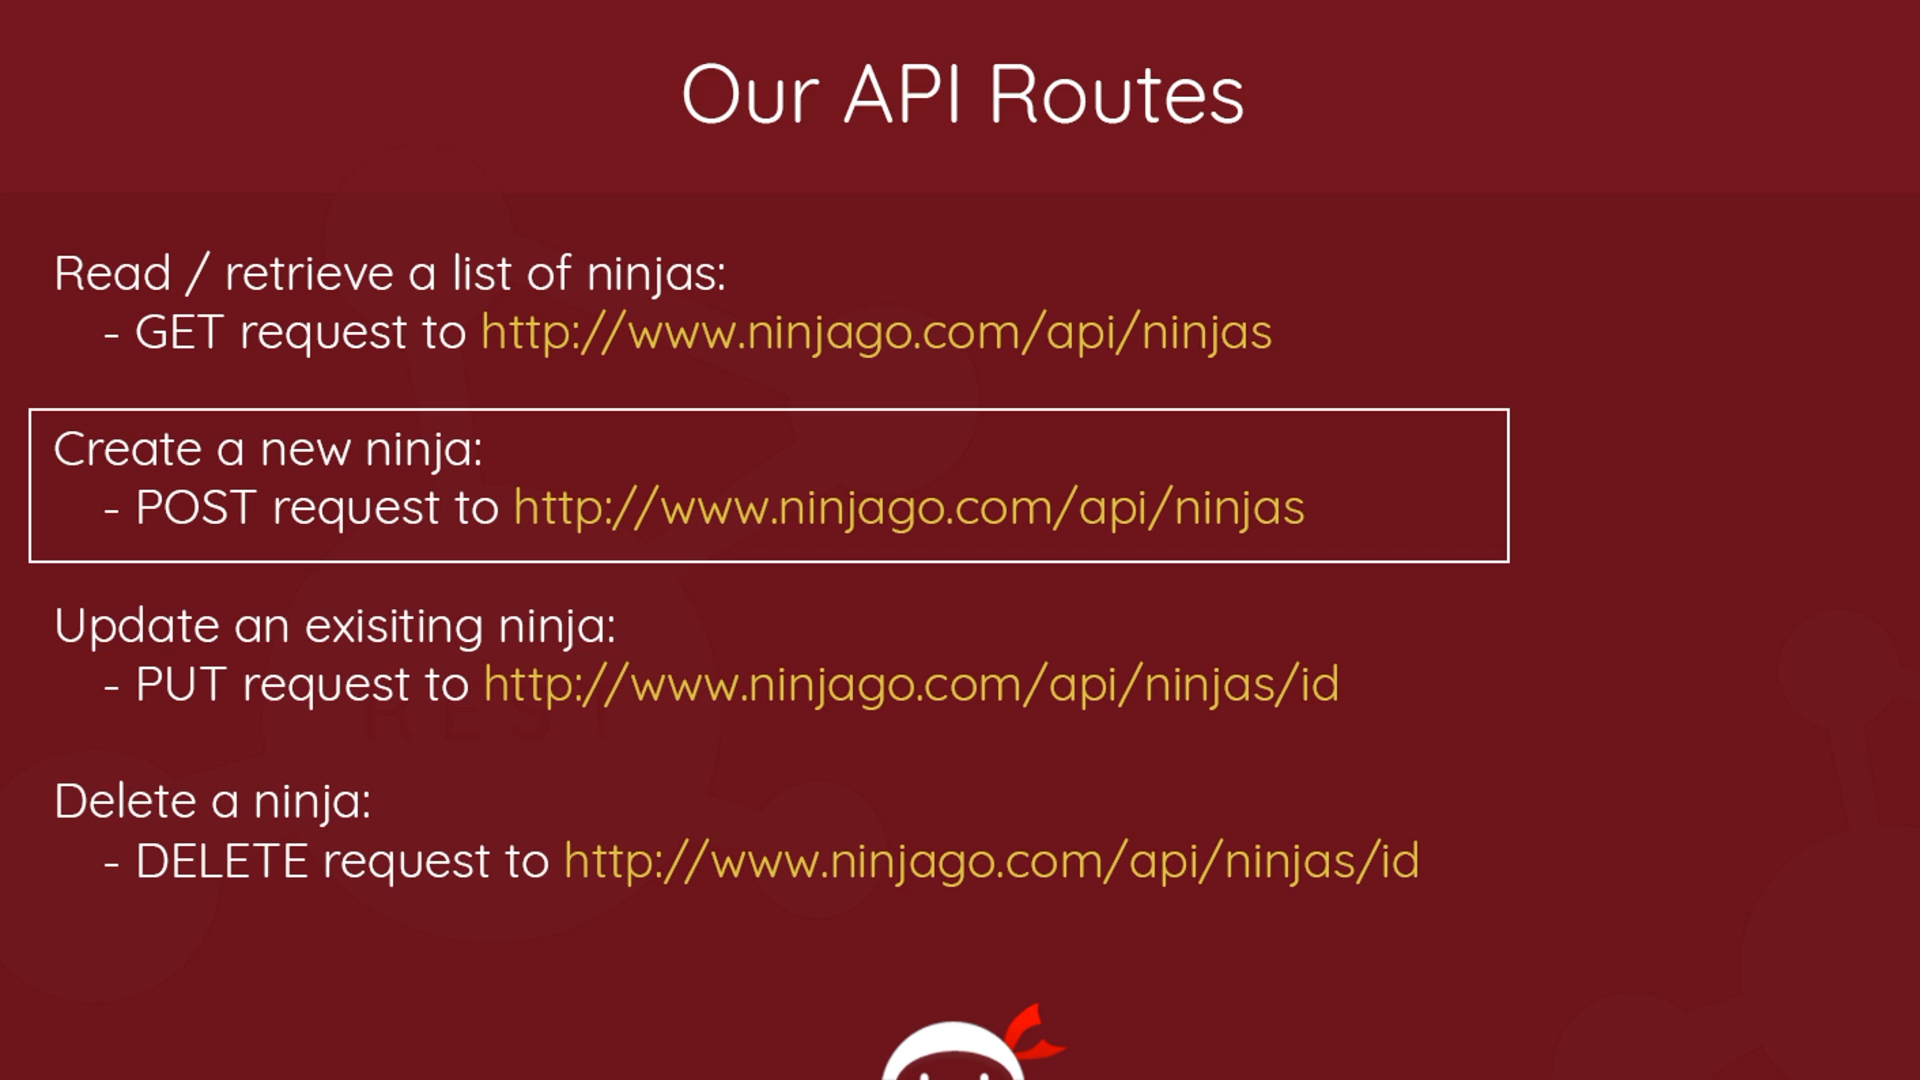 Our API Routes
Read / retrieve a list of ninjas:
- GET request to http://www.ninjago.com/api/ninjas
Create a new ninja:
- POST request to http://www.ninjago.com/api/ninjas
Update an exisiting ninja:
- PUT request to http://www.ninjago.com/api/ninjas/id
REST
Delete a ninja:
- DELETE request to http://www.ninjago.com/api/ninjas/id